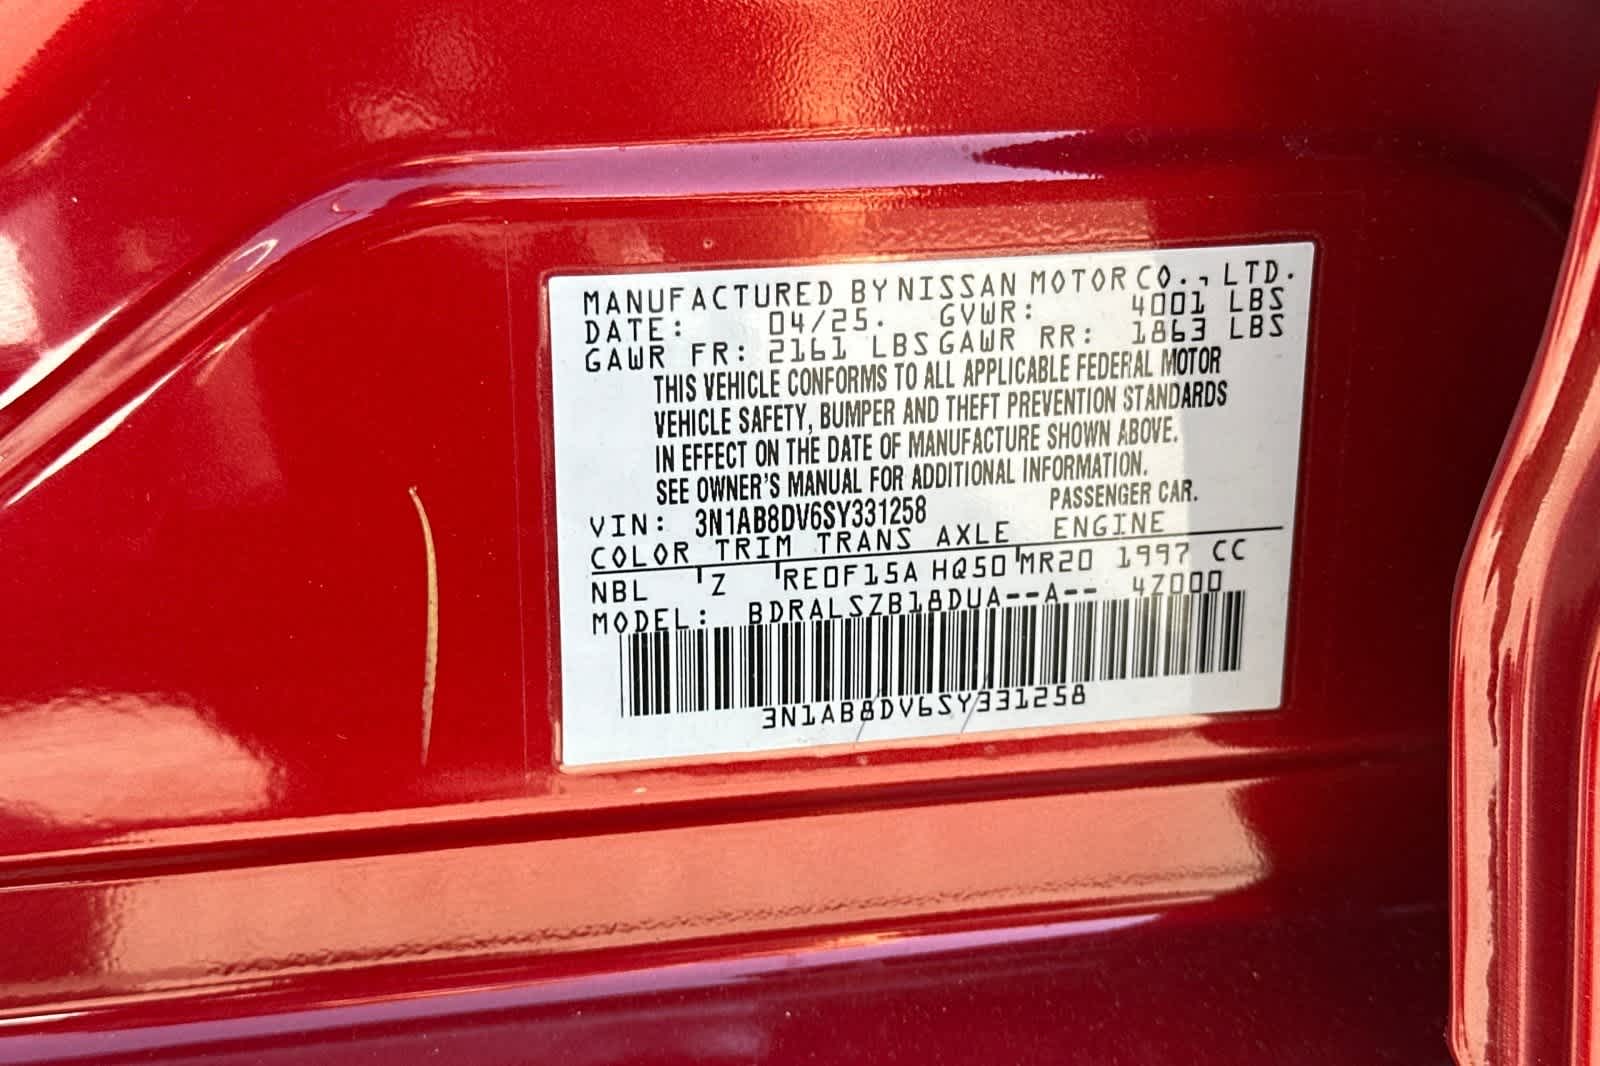 MANUFACTURED BY NISSAN MOTOR CO., LTD.
DATE: 04/25. GVWR: 4001 LBS
GAWR FR: 2161 LBS GAWR RR: 1863 LBS
THIS VEHICLE CONFORMS TO ALL APPLICABLE FEDERAL MOTOR
VEHICLE SAFETY, BUMPER AND THEFT PREVENTION STANDARDS
IN EFFECT ON THE DATE OF MANUFACTURE SHOWN ABOVE.
SEE OWNER'S MANUAL FOR ADDITIONAL INFORMATION.
VIN: 3N1AB8DV6SY331258 PASSENGER CAR.
COLOR TRIM TRANS AXLE ENGINE
NBL Z RE0F15A HQ50 MR20 1997 CC
MODEL: BDRALSZB18DUA--A-- 4Z000
3N1AB8DV6SY331258